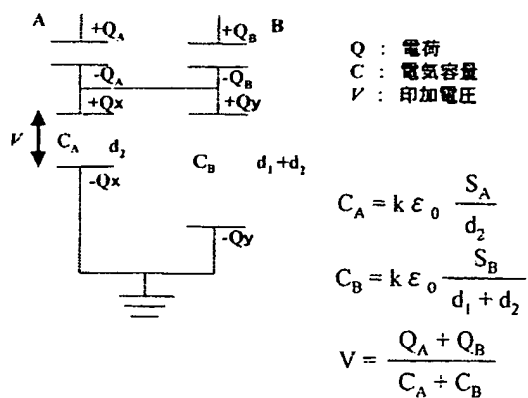 A B
+Q_A +Q_B
-Q_A -Q_B
+Qx +Qy
V C_A d_2 C_B d_1+d_2
-Qx
-Qy
Q : 電荷
C : 電気容量
V : 印加電圧
C_A = k ε_0 S_A / d_2
C_B = k ε_0 S_B / d_1 + d_2
V = Q_A + Q_B / C_A + C_B